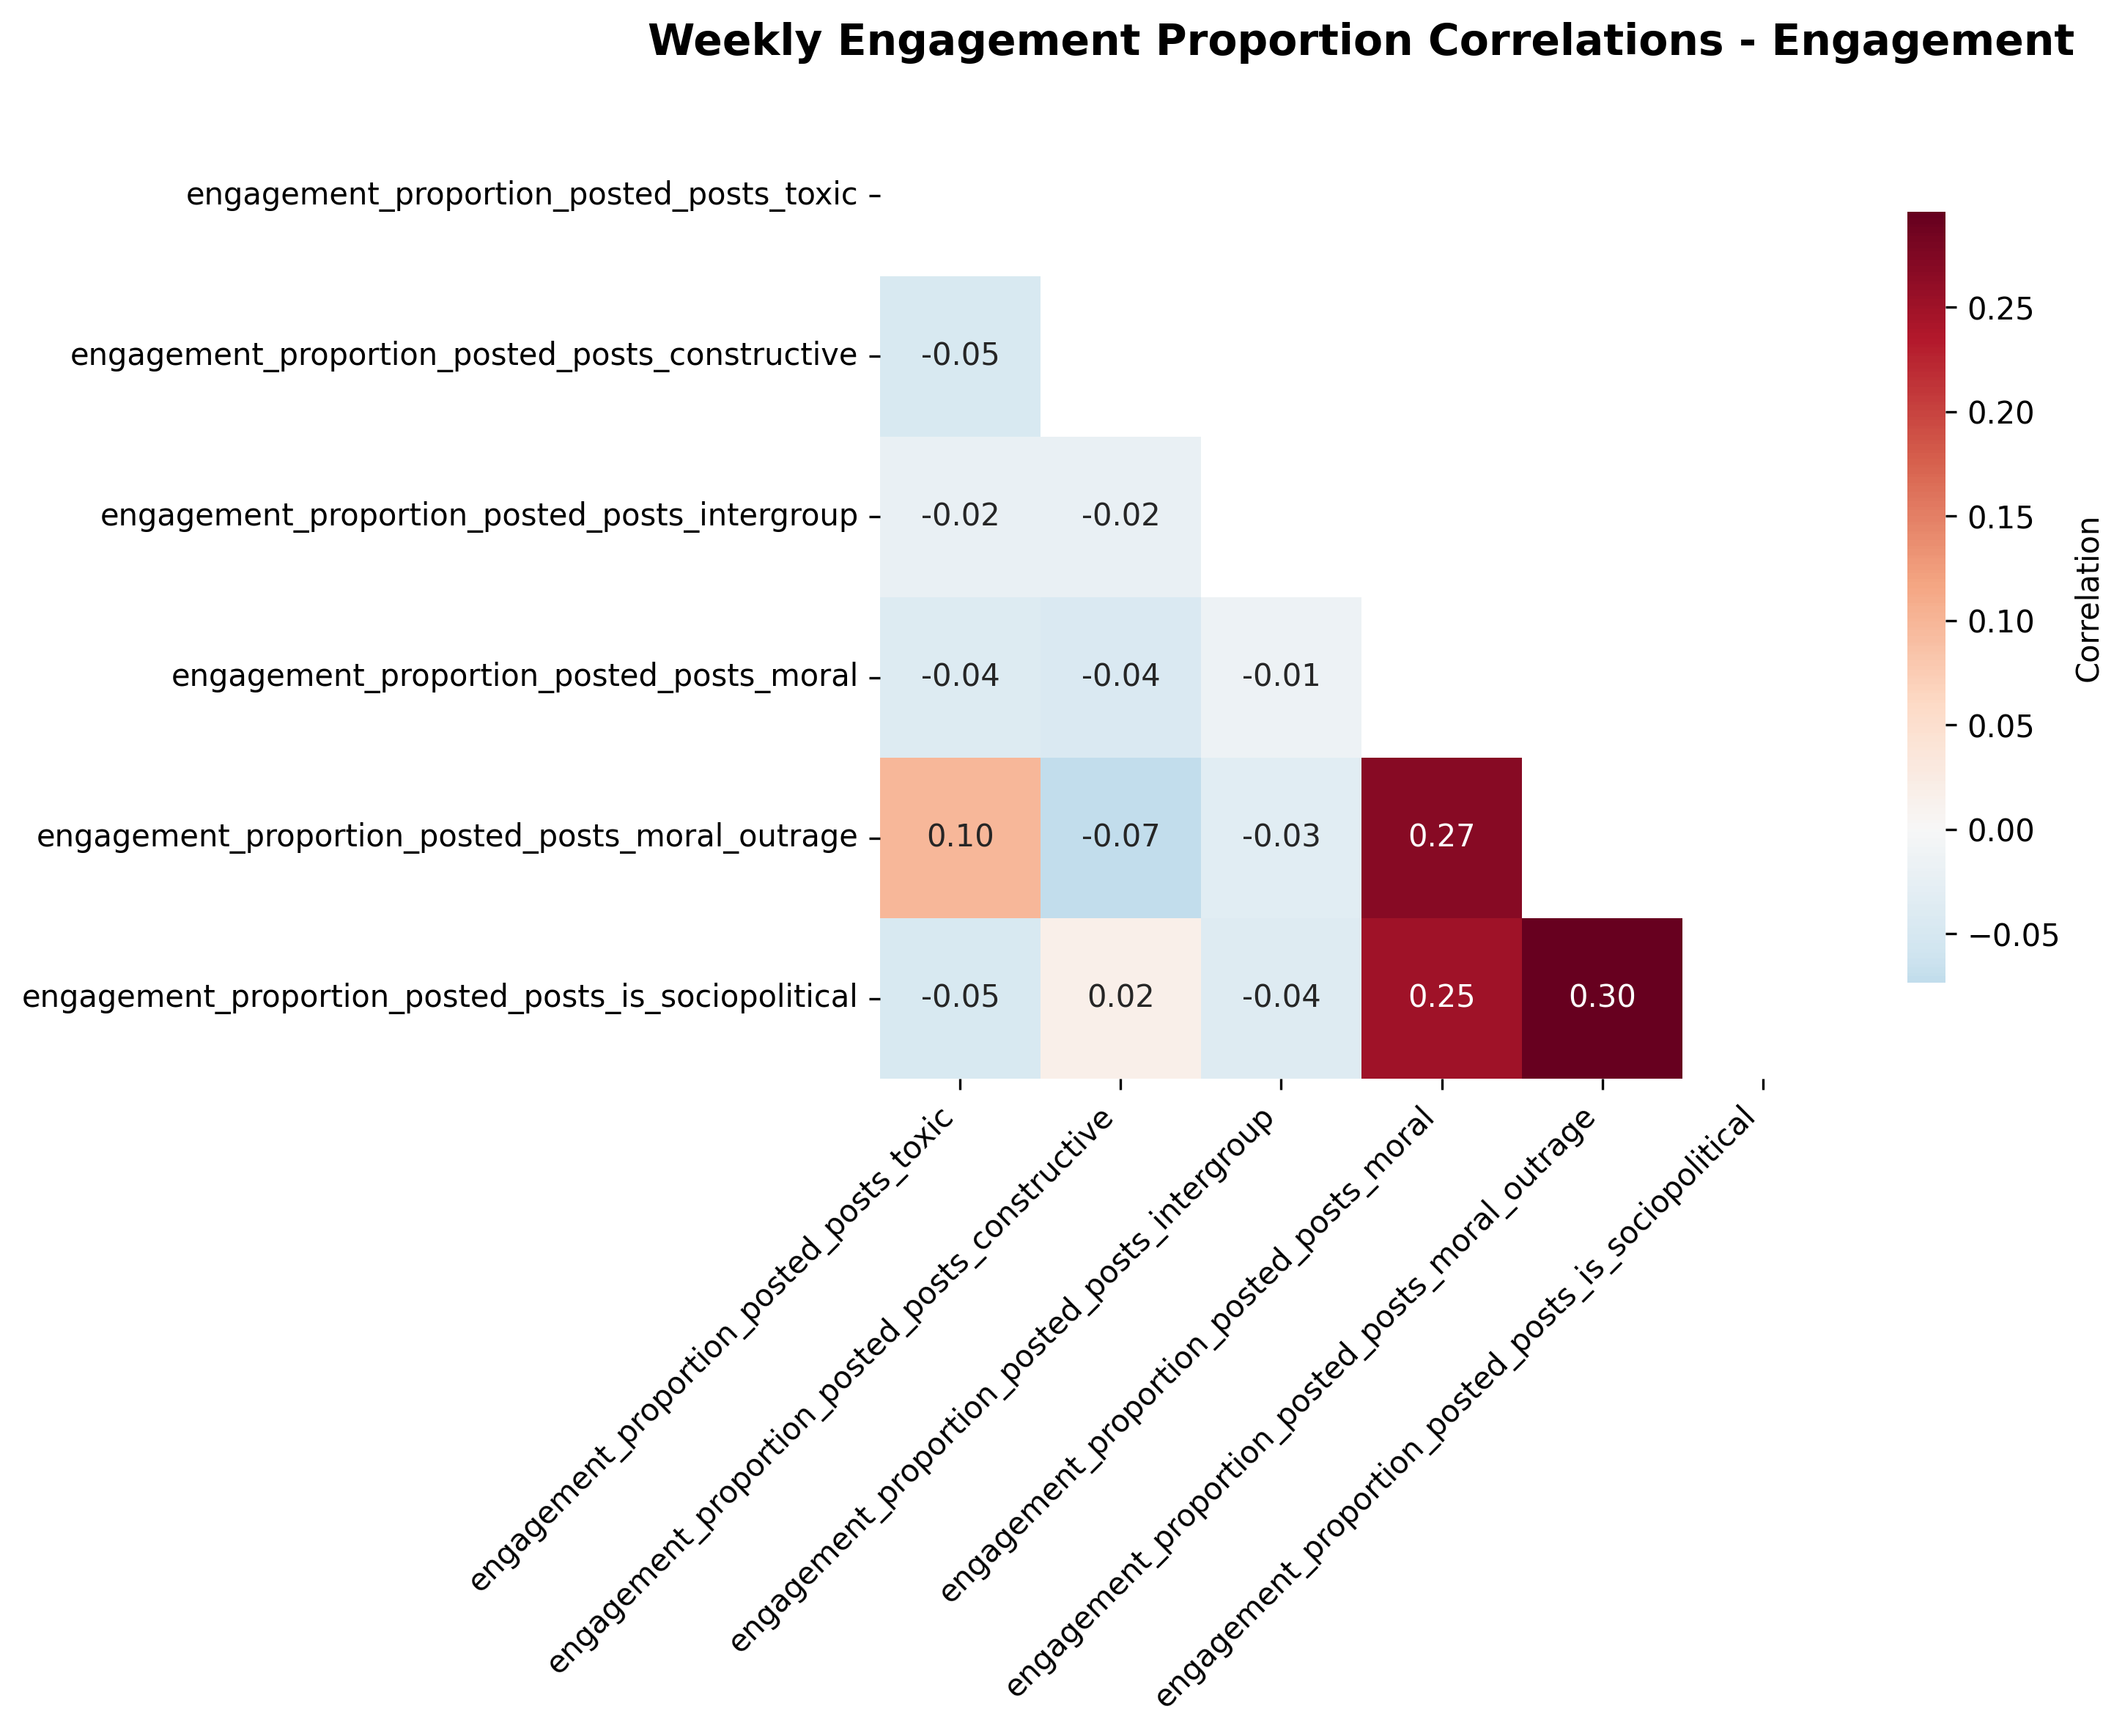 Weekly Engagement Proportion Correlations - Engagement
engagement_proportion_posted_posts_toxic
engagement_proportion_posted_posts_constructive
-0.05
engagement_proportion_posted_posts_intergroup
-0.02 -0.02
engagement_proportion_posted_posts_moral
-0.04 -0.04 -0.01
engagement_proportion_posted_posts_moral_outrage
0.10 -0.07 -0.03 0.27
engagement_proportion_posted_posts_is_sociopolitical
-0.05 0.02 -0.04 0.25 0.30
engagement_proportion_posted_posts_toxic
engagement_proportion_posted_posts_constructive
engagement_proportion_posted_posts_intergroup
engagement_proportion_posted_posts_moral
engagement_proportion_posted_posts_moral_outrage
engagement_proportion_posted_posts_is_sociopolitical
0.25
0.20
0.15
0.10
0.05
0.00
−0.05
Correlation